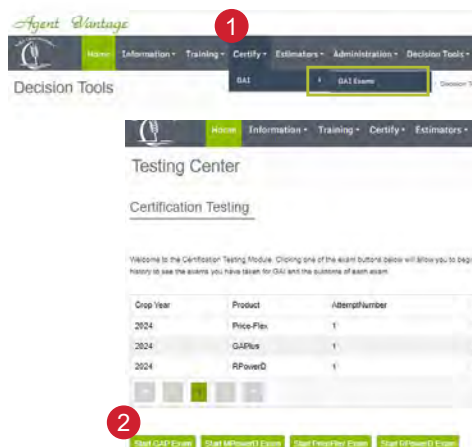 Agent Vantage
1
Home Information Training Certify Estimators Administration Decision Tools
GAI GAI Exams
Decision Tools
Home Information Training Certify Estimators
Testing Center
Certification Testing
Welcome to the Certification Testing Module. Clicking one of the exam buttons below will allow you to begin
history to see the exams you have taken for GAI and the outcome of each exam.
Crop Year Product AttemptNumber
2024 Price-Flex 1
2024 GAPlus 1
2024 RPowerD 1
1
2
Start GAP Exam Start MPowerD Exam Start PriceFlex Exam Start RPowerD Exam